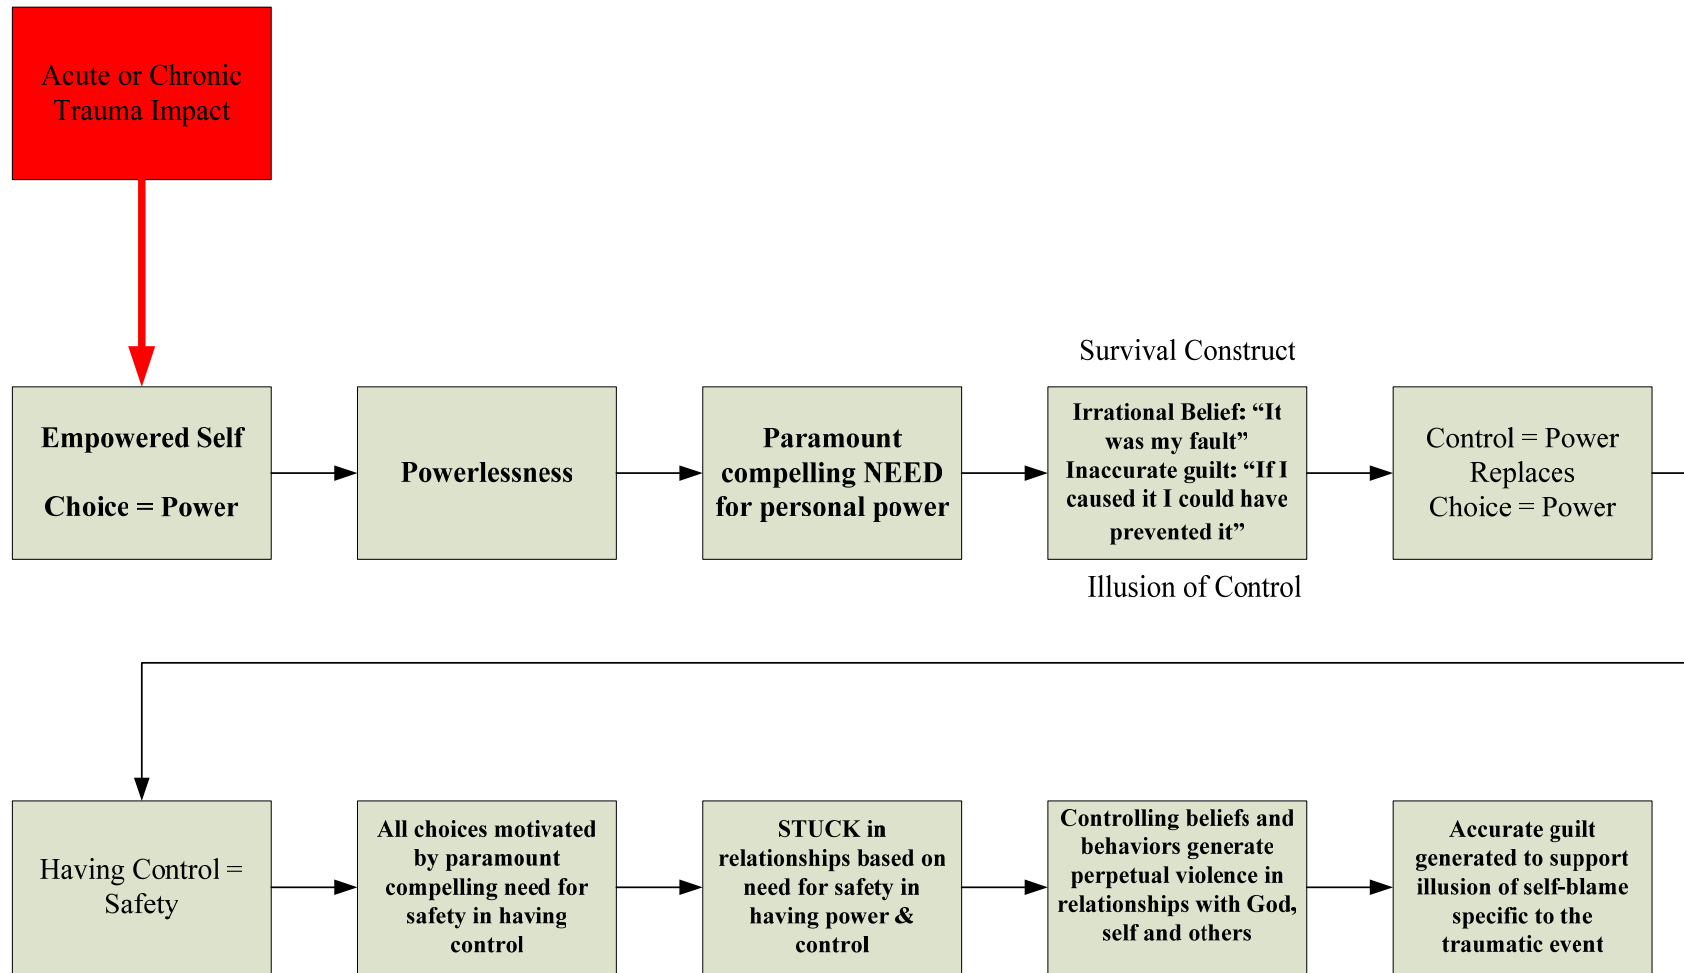 Acute or Chronic
Trauma Impact
Empowered Self
Choice = Power
Powerlessness
Paramount
compelling NEED
for personal power
Survival Construct
Irrational Belief: “It
was my fault”
Inaccurate guilt: “If I
caused it I could have
prevented it”
Illusion of Control
Control = Power
Replaces
Choice = Power
Having Control =
Safety
All choices motivated
by paramount
compelling need for
safety in having
control
STUCK in
relationships based on
need for safety in
having power &
control
Controlling beliefs and
behaviors generate
perpetual violence in
relationships with God,
self and others
Accurate guilt
generated to support
illusion of self-blame
specific to the
traumatic event